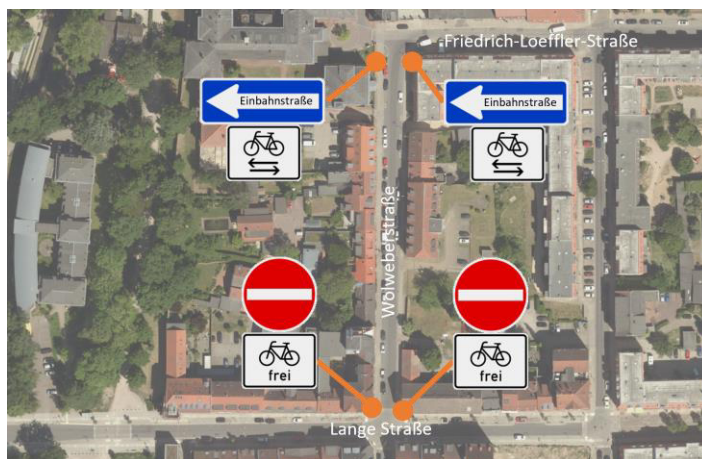 Friedrich-Loeffler-Straße
Einbahnstraße
Einbahnstraße
Wolweberstraße
frei
frei
Lange Straße